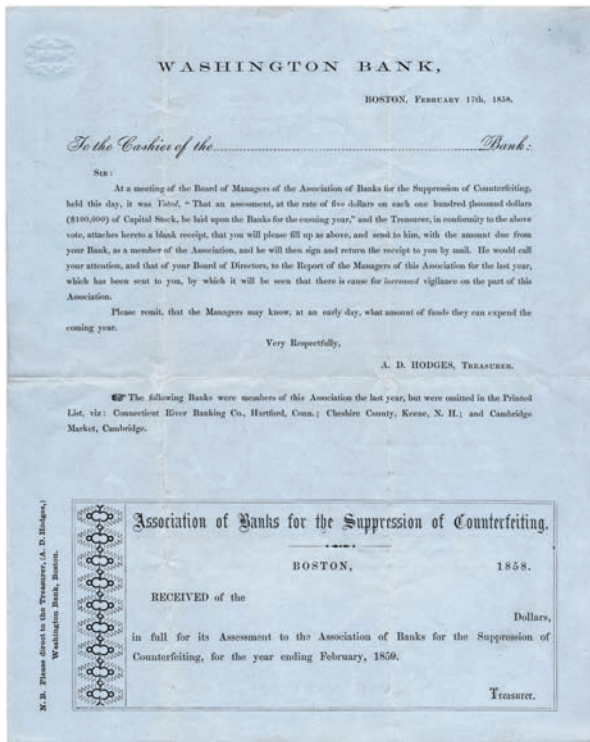 WASHINGTON BANK,
BOSTON, FEBRUARY 17th, 1858.
To the Cashier of the Bank:
SIR:
At a meeting of the Board of Managers of the Association of Banks for the Suppression of Counterfeiting,
held this day, it was Voted, "That an assessment, at the rate of five dollars on each one hundred thousand dollars
($100,000) of Capital Stock, be laid upon the Banks for the coming year," and the Treasurer, in conformity to the above
vote, attaches hereto a blank receipt, that you will please fill up as above, and send to him, with the amount due from
your Bank, as a member of the Association, and he will then sign and return the receipt to you by mail. He would call
your attention, and that of your Board of Directors, to the Report of the Managers of this Association for the last year,
which has been sent to you, by which it will be seen that there is cause for increased vigilance on the part of this
Association.
Please remit, that the Managers may know, at an early day, what amount of funds they can expend the
coming year.
Very Respectfully,
A. D. HODGES, TREASURER.
☞ The following Banks were members of this Association the last year, but were omitted in the Printed
List, viz: Connecticut River Banking Co., Hartford, Conn.; Cheshire County, Keene, N. H.; and Cambridge
Market, Cambridge.
N. B. Please direct to the Treasurer, (A. D. Hodges,)
Washington Bank, Boston.
Association of Banks for the Suppression of Counterfeiting.
BOSTON, 1858.
RECEIVED of the
Dollars,
in full for its Assessment to the Association of Banks for the Suppression of
Counterfeiting, for the year ending February, 1859.
Treasurer.